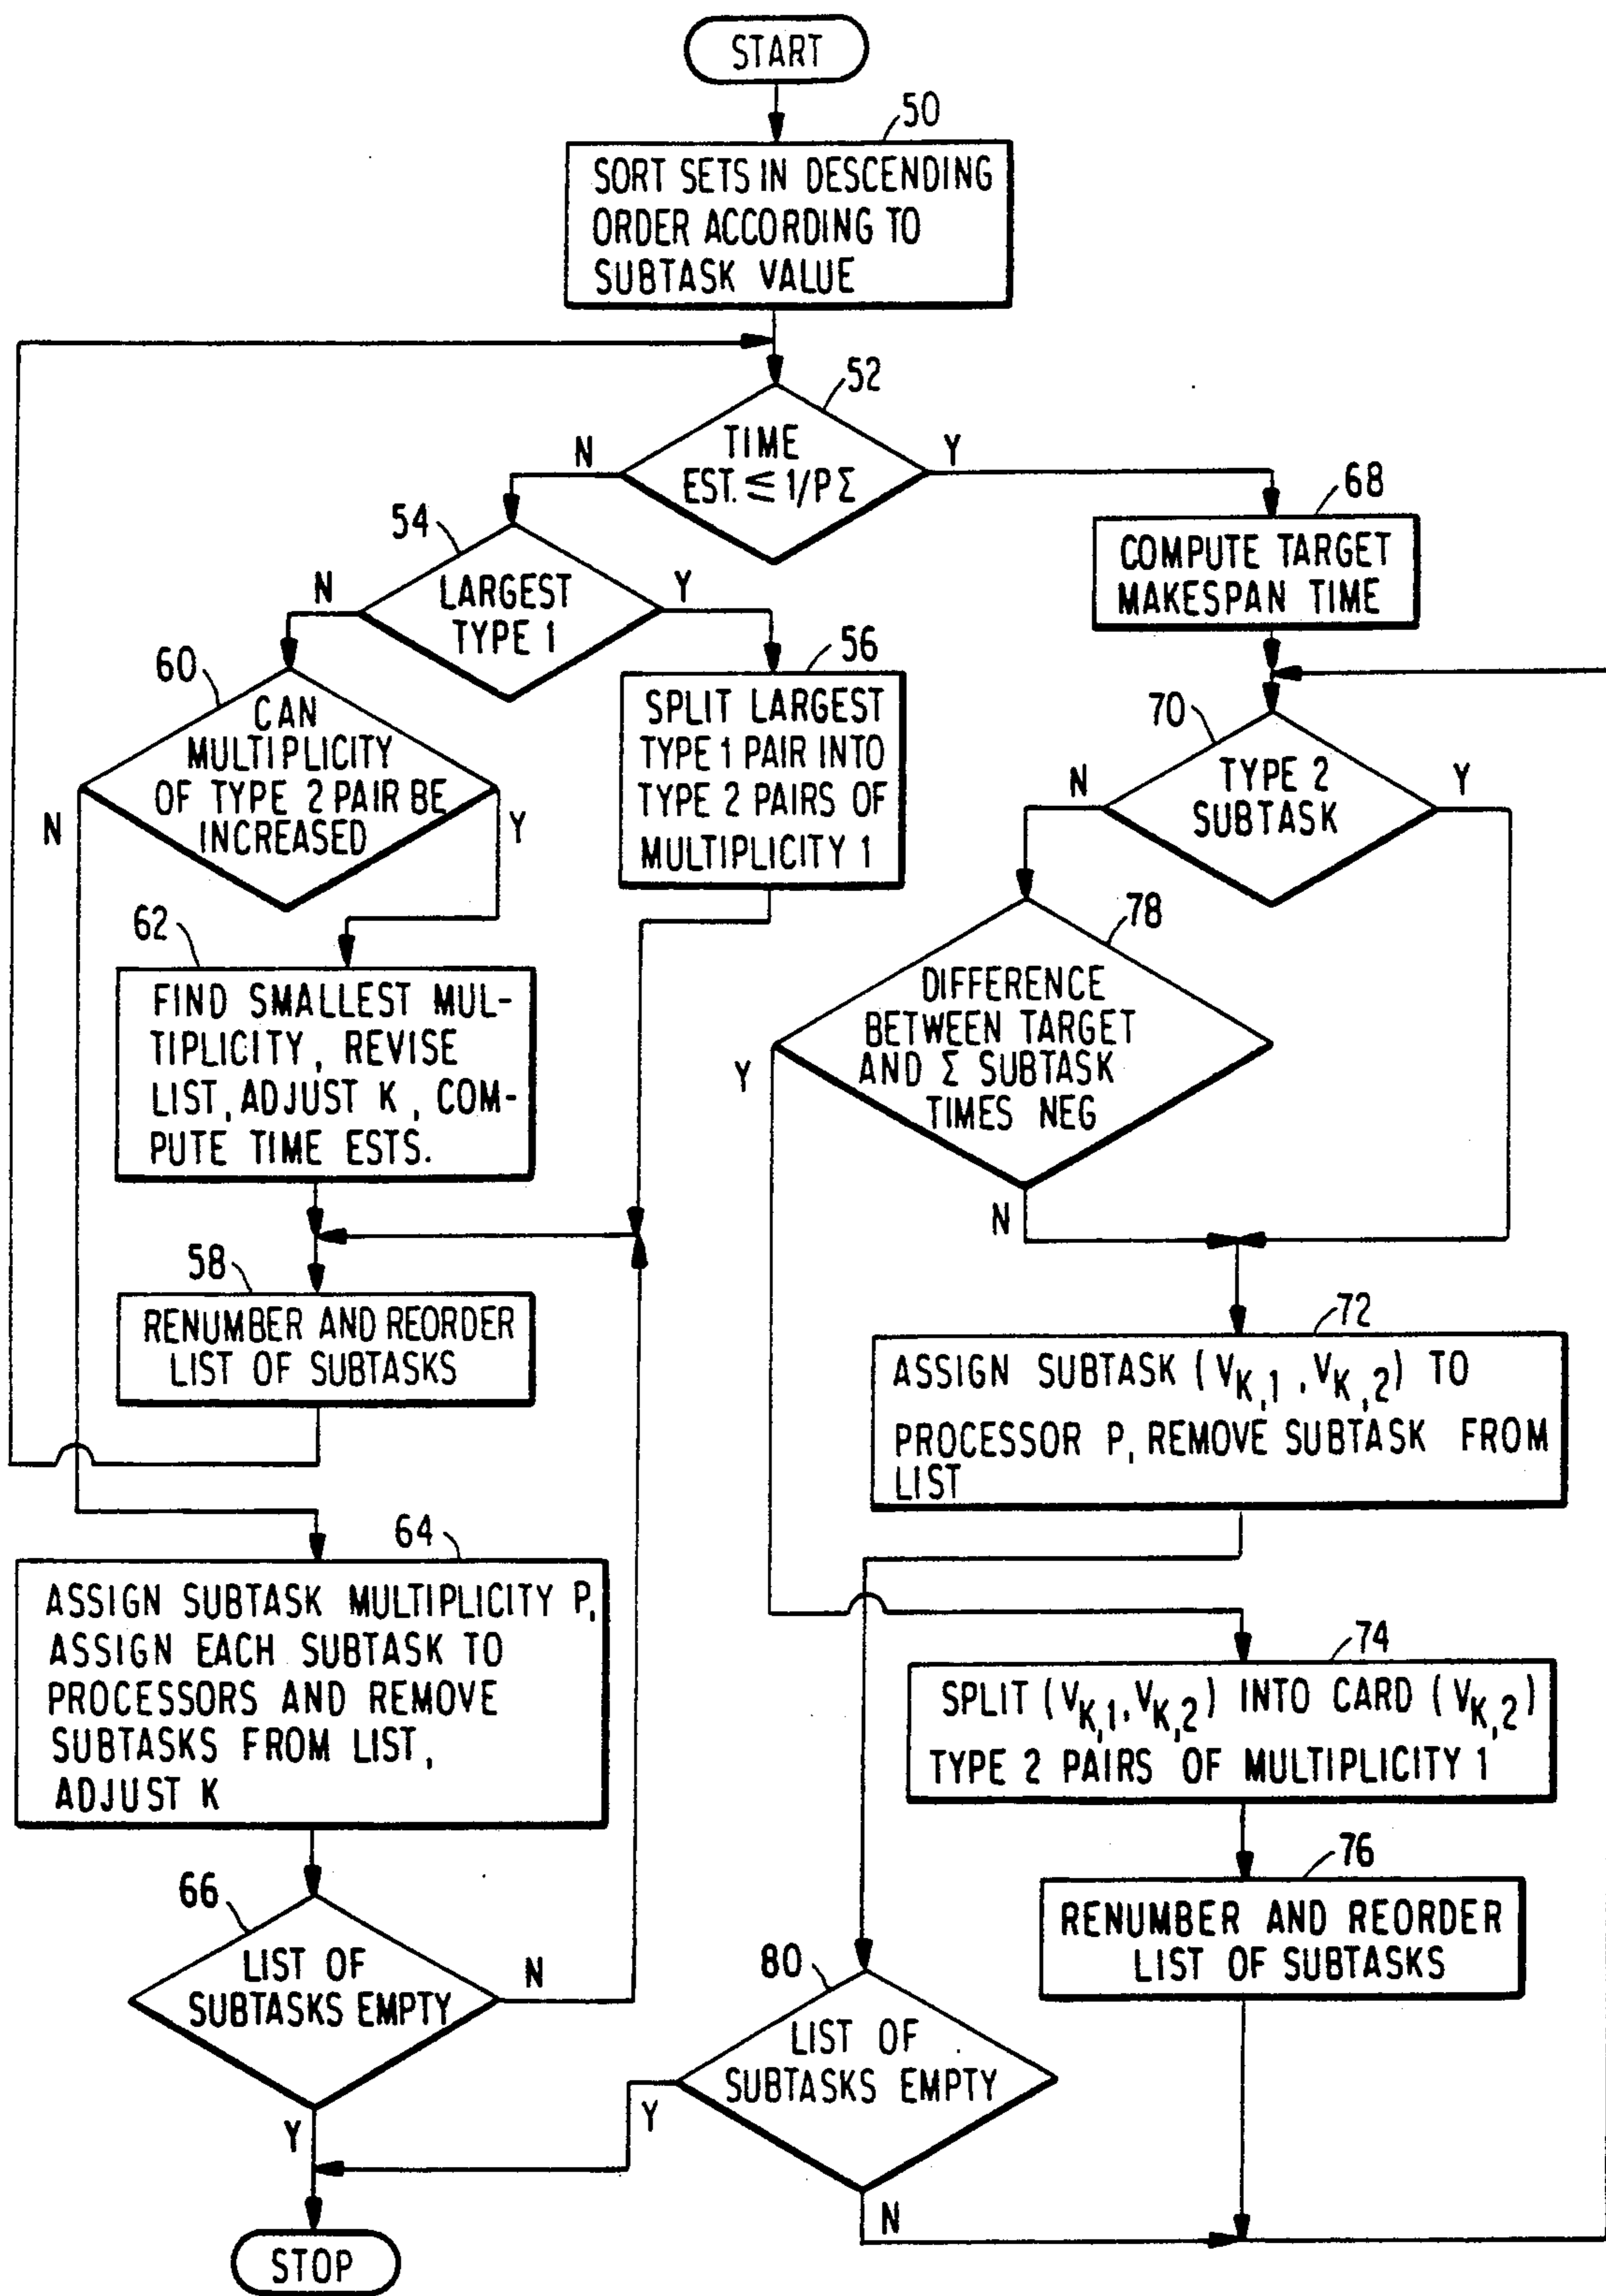 START
50
SORT SETS IN DESCENDING
ORDER ACCORDING TO
SUBTASK VALUE
52
TIME
EST. ≦ 1/P Σ
N
Y
54
LARGEST
TYPE 1
N
Y
68
COMPUTE TARGET
MAKESPAN TIME
60
CAN
MULTIPLICITY
OF TYPE 2 PAIR BE
INCREASED
N
Y
56
SPLIT LARGEST
TYPE 1 PAIR INTO
TYPE 2 PAIRS OF
MULTIPLICITY 1
70
TYPE 2
SUBTASK
N
Y
62
FIND SMALLEST MUL-
TIPLICITY, REVISE
LIST, ADJUST K, COM-
PUTE TIME ESTS.
78
DIFFERENCE
BETWEEN TARGET
AND Σ SUBTASK
TIMES NEG
Y
N
58
RENUMBER AND REORDER
LIST OF SUBTASKS
72
ASSIGN SUBTASK (V_K,1, V_K,2) TO
PROCESSOR P, REMOVE SUBTASK FROM
LIST
64
ASSIGN SUBTASK MULTIPLICITY P,
ASSIGN EACH SUBTASK TO
PROCESSORS AND REMOVE
SUBTASKS FROM LIST,
ADJUST K
74
SPLIT (V_K,1, V_K,2) INTO CARD (V_K,2)
TYPE 2 PAIRS OF MULTIPLICITY 1
66
LIST OF
SUBTASKS EMPTY
N
Y
76
RENUMBER AND REORDER
LIST OF SUBTASKS
80
LIST OF
SUBTASKS EMPTY
Y
N
STOP